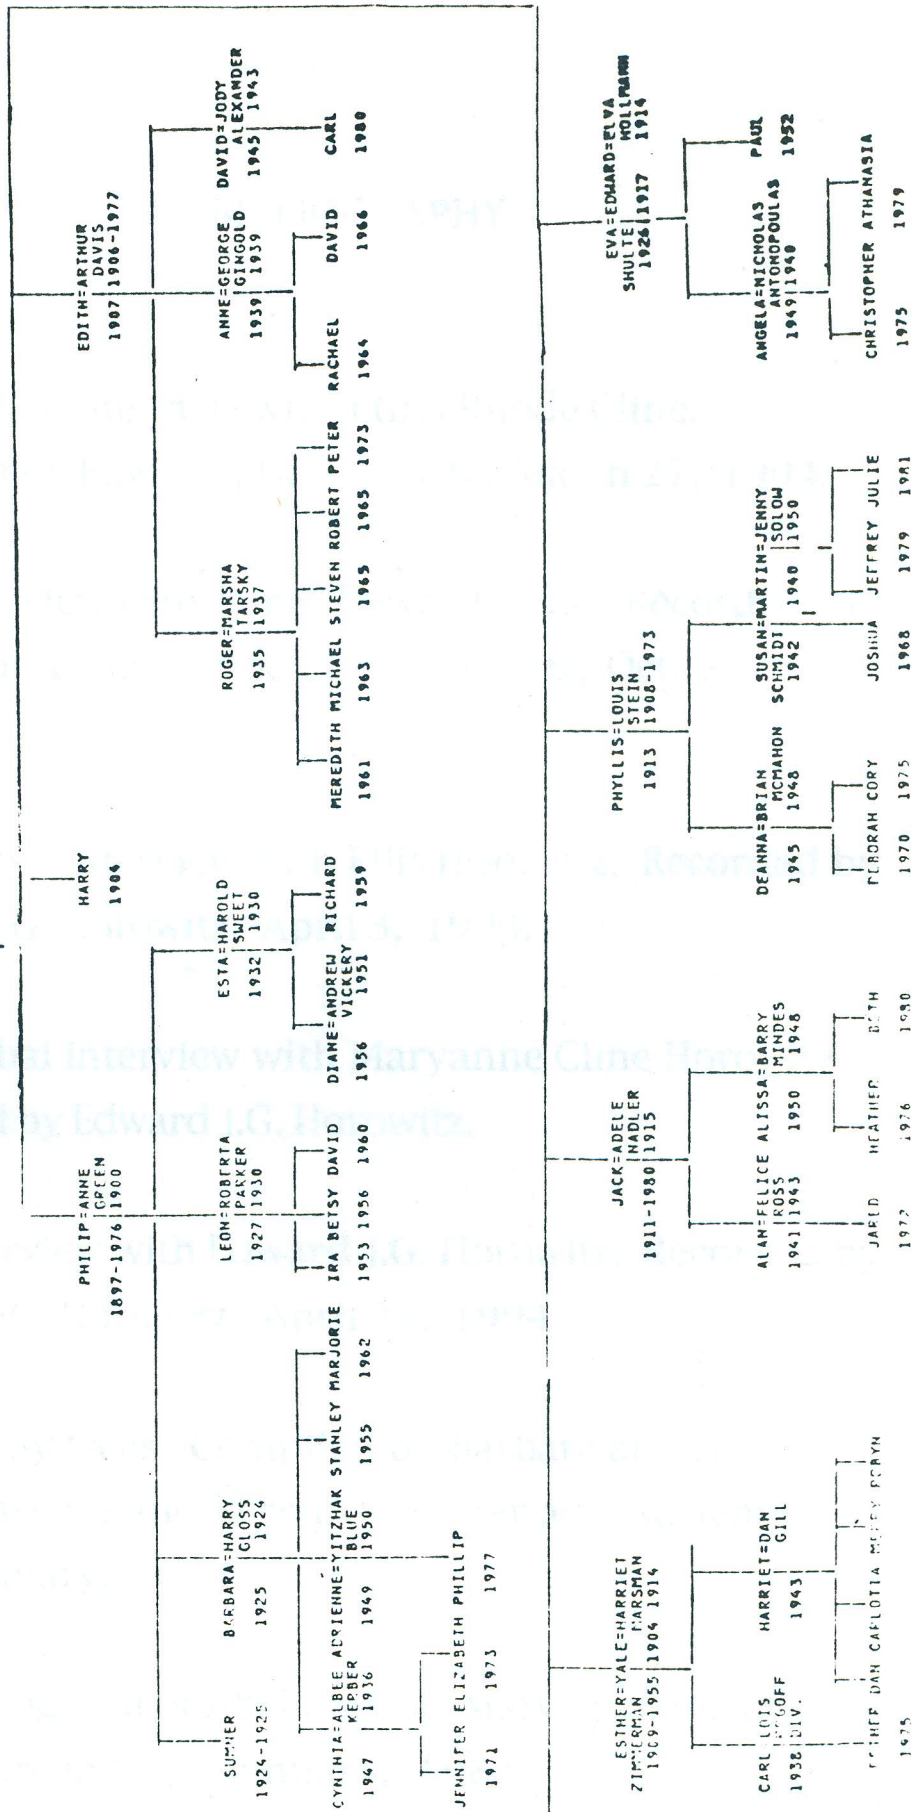 PHILIP=ANNE HARRY EDITH=ARTHUR
GREEN DAVIS
1897-1976 1900 1904 1907 1906-1977
SUMNER BARBARA=HARRY LEON=ROBERTA ESTA=HAROLD ROGER=MARSHA ANNE=GEORGE DAVID=JODY
GLOSS PARKER SWEET TARSKY GINGOLD ALEXANDER
1924-1925 1925 1924 1927 1930 1932 1930 1935 1937 1939 1939 1945 1943
CYNTHIA=ALBEE ADRIENNE=YITZHAK STANLEY MARJORIE IRA BETSY DAVID DIANE=ANDREW RICHARD MEREDITH MICHAEL STEVEN ROBERT PETER RACHAEL DAVID CARL
KERBER BLUE VICKERY
1947 1936 1949 1950 1955 1962 1956 1951 1959 1961 1963 1965 1965 1973 1964 1966 1980
JENNIFER ELIZABETH PHILLIP
1971 1973 1977
ESTHER=YALE=HARRIET JACK=ADELE PHYLLIS=LOUIS EVA=EDWARD=ELVA
ZIMMERMAN MARSMAN NADLER STEIN SHULTE HOLLMANN
1909-1955 1904 1914 1911-1980 1915 1913 1908-1973 1926 1917 1914
CARL LOIS HARRIET=DAN ALAN=FELICE ALISSA=BARRY DEANNA=BRIAN SUSAN=MARTIN=JENNY ANGELA=NICHOLAS PAUL
GILL ROSS MINDES MCMAHON SCHMIDT SOLOW ANTONOPOULAS
1938 DIV. 1943 1941 1943 1950 1948 1945 1948 1942 1940 1950 1949 1940 1952
DAN ROBYN JARED HEATHER BETH DEBORAH CORY JOSHUA JEFFREY JULIE CHRISTOPHER ATHANASIA
1975 1972 1976 1980 1970 1975 1968 1979 1981 1975 1979